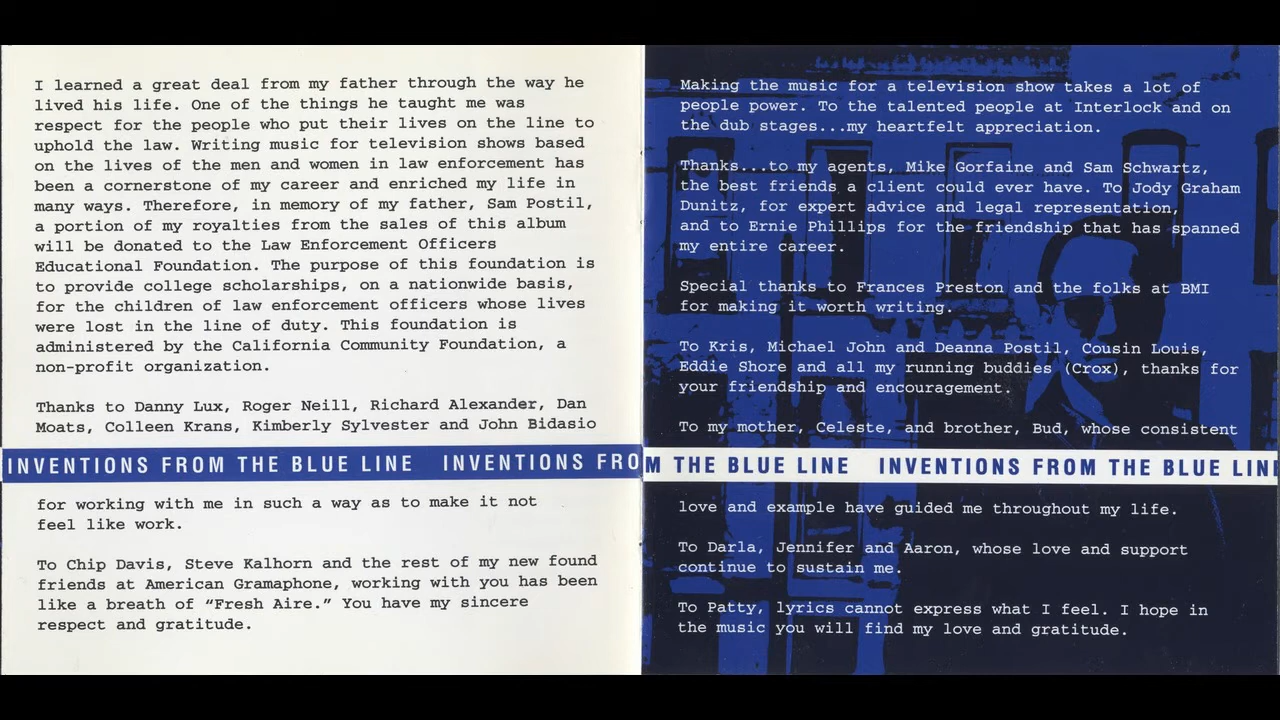 I learned a great deal from my father through the way he
lived his life. One of the things he taught me was
respect for the people who put their lives on the line to
uphold the law. Writing music for television shows based
on the lives of the men and women in law enforcement has
been a cornerstone of my career and enriched my life in
many ways. Therefore, in memory of my father, Sam Postil,
a portion of my royalties from the sales of this album
will be donated to the Law Enforcement Officers
Educational Foundation. The purpose of this foundation is
to provide college scholarships, on a nationwide basis,
for the children of law enforcement officers whose lives
were lost in the line of duty. This foundation is
administered by the California Community Foundation, a
non-profit organization.
Thanks to Danny Lux, Roger Neill, Richard Alexander, Dan
Moats, Colleen Krans, Kimberly Sylvester and John Bidasio
INVENTIONS FROM THE BLUE LINE INVENTIONS FROM THE BLUE LINE INVENTIONS FROM THE BLUE LINE
for working with me in such a way as to make it not
feel like work.
To Chip Davis, Steve Kalhorn and the rest of my new found
friends at American Gramaphone, working with you has been
like a breath of “Fresh Aire.” You have my sincere
respect and gratitude.
Making the music for a television show takes a lot of
people power. To the talented people at Interlock and on
the dub stages...my heartfelt appreciation.
Thanks...to my agents, Mike Gorfaine and Sam Schwartz,
the best friends a client could ever have. To Jody Graham
Dunitz, for expert advice and legal representation,
and to Ernie Phillips for the friendship that has spanned
my entire career.
Special thanks to Frances Preston and the folks at BMI
for making it worth writing.
To Kris, Michael John and Deanna Postil, Cousin Louis,
Eddie Shore and all my running buddies (Crox), thanks for
your friendship and encouragement.
To my mother, Celeste, and brother, Bud, whose consistent
love and example have guided me throughout my life.
To Darla, Jennifer and Aaron, whose love and support
continue to sustain me.
To Patty, lyrics cannot express what I feel. I hope in
the music you will find my love and gratitude.